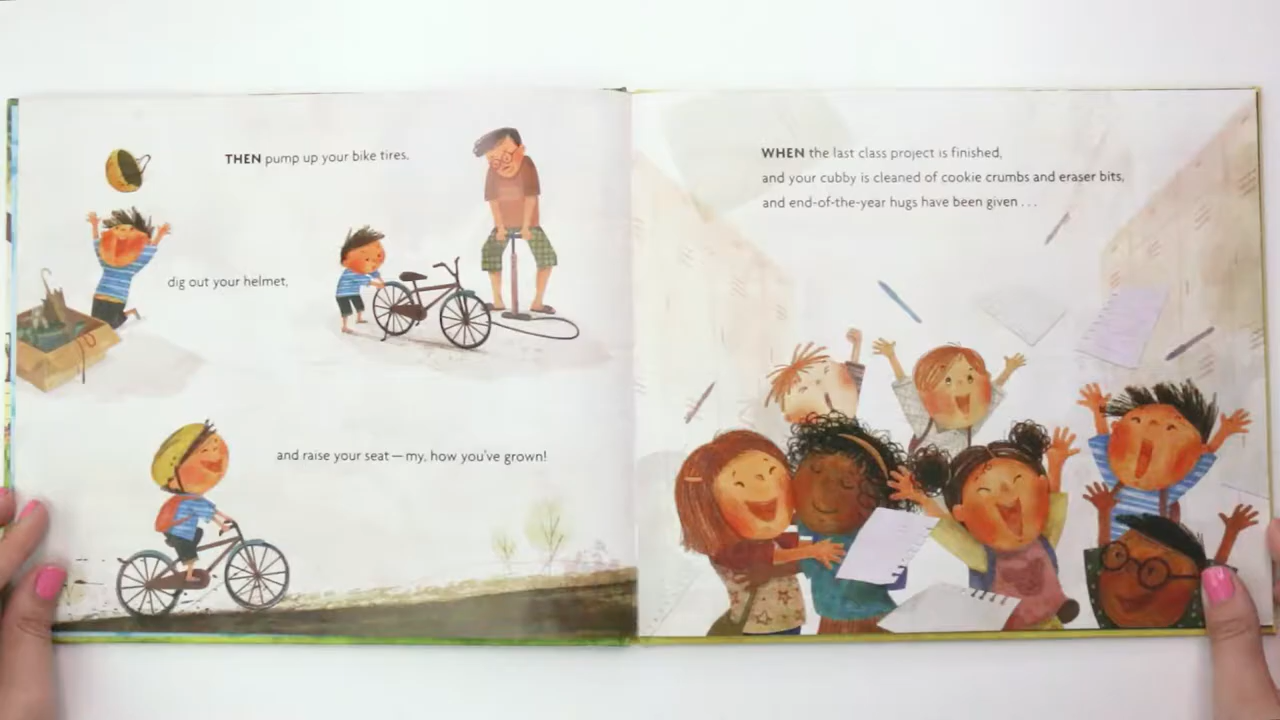 THEN pump up your bike tires,
dig out your helmet,
and raise your seat — my, how you've grown!
WHEN the last class project is finished,
and your cubby is cleaned of cookie crumbs and eraser bits,
and end-of-the-year hugs have been given . . .